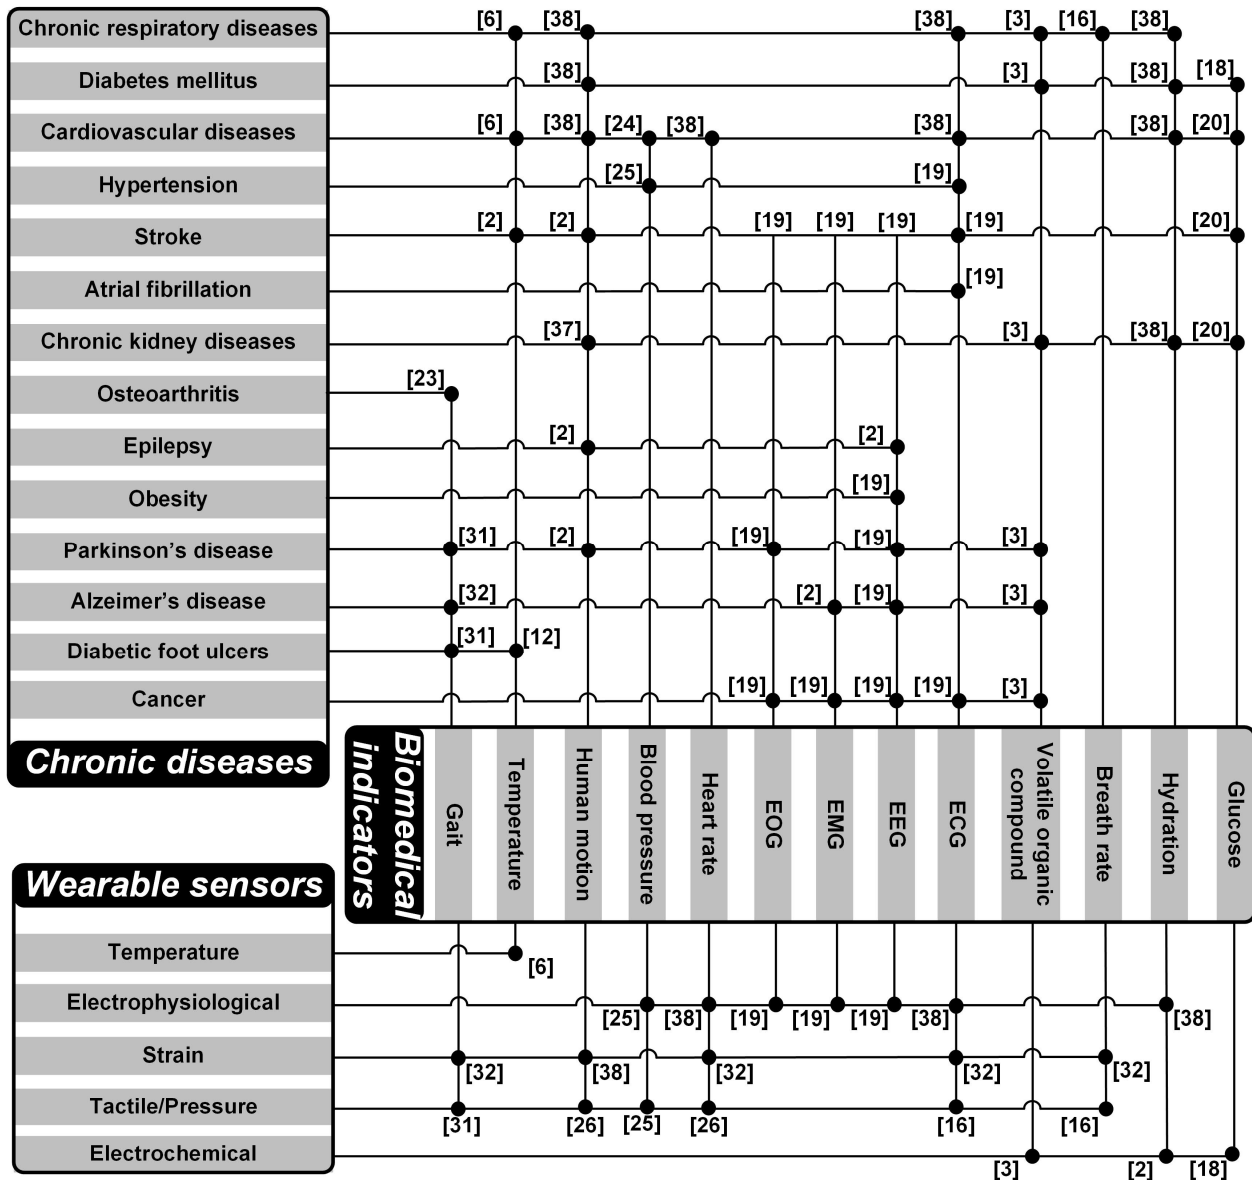 [6] [38] [38] [3] [16] [38]
Chronic respiratory diseases
[38] [3] [38] [18]
Diabetes mellitus
[6] [38] [24] [38] [38] [38] [20]
Cardiovascular diseases
[25] [19]
Hypertension
[2] [2] [19] [19] [19] [19] [20]
Stroke
Atrial fibrillation
[19]
[37] [3] [38] [20]
Chronic kidney diseases
[23]
Osteoarthritis
[2] [2]
Epilepsy
[19]
Obesity
[31] [2] [19] [19] [3]
Parkinson's disease
[32] [2] [19] [3]
Alzeimer's disease
[31] [12]
Diabetic foot ulcers
[19] [19] [19] [19] [3]
Cancer
Chronic diseases
Biomedical
indicators
Gait
Temperature
Human motion
Blood pressure
Heart rate
EOG
EMG
EEG
ECG
Volatile organic
compound
Breath rate
Hydration
Glucose
Wearable sensors
Temperature
[6]
Electrophysiological
[25] [38] [19] [19] [19] [38] [38]
Strain
[32] [38] [32] [32] [32]
Tactile/Pressure
[31] [26] [25] [26] [16] [16]
Electrochemical
[3] [2] [18]